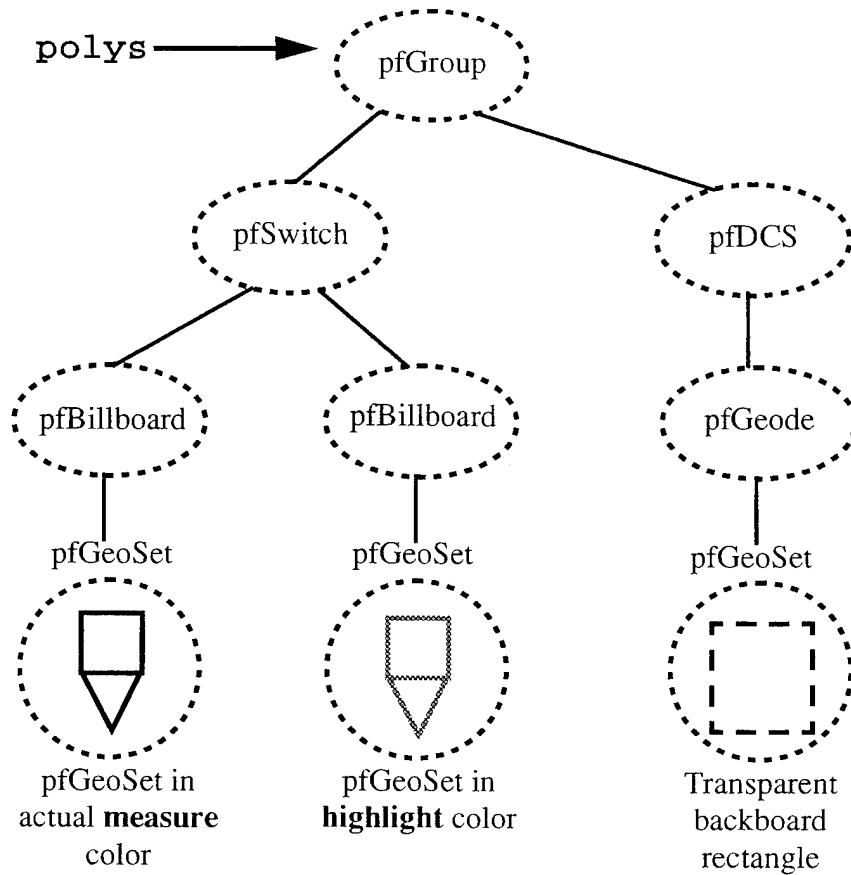 polys
pfGroup
pfSwitch
pfDCS
pfBillboard
pfBillboard
pfGeode
pfGeoSet
pfGeoSet
pfGeoSet
pfGeoSet in
actual measure
color
pfGeoSet in
highlight color
Transparent
backboard
rectangle